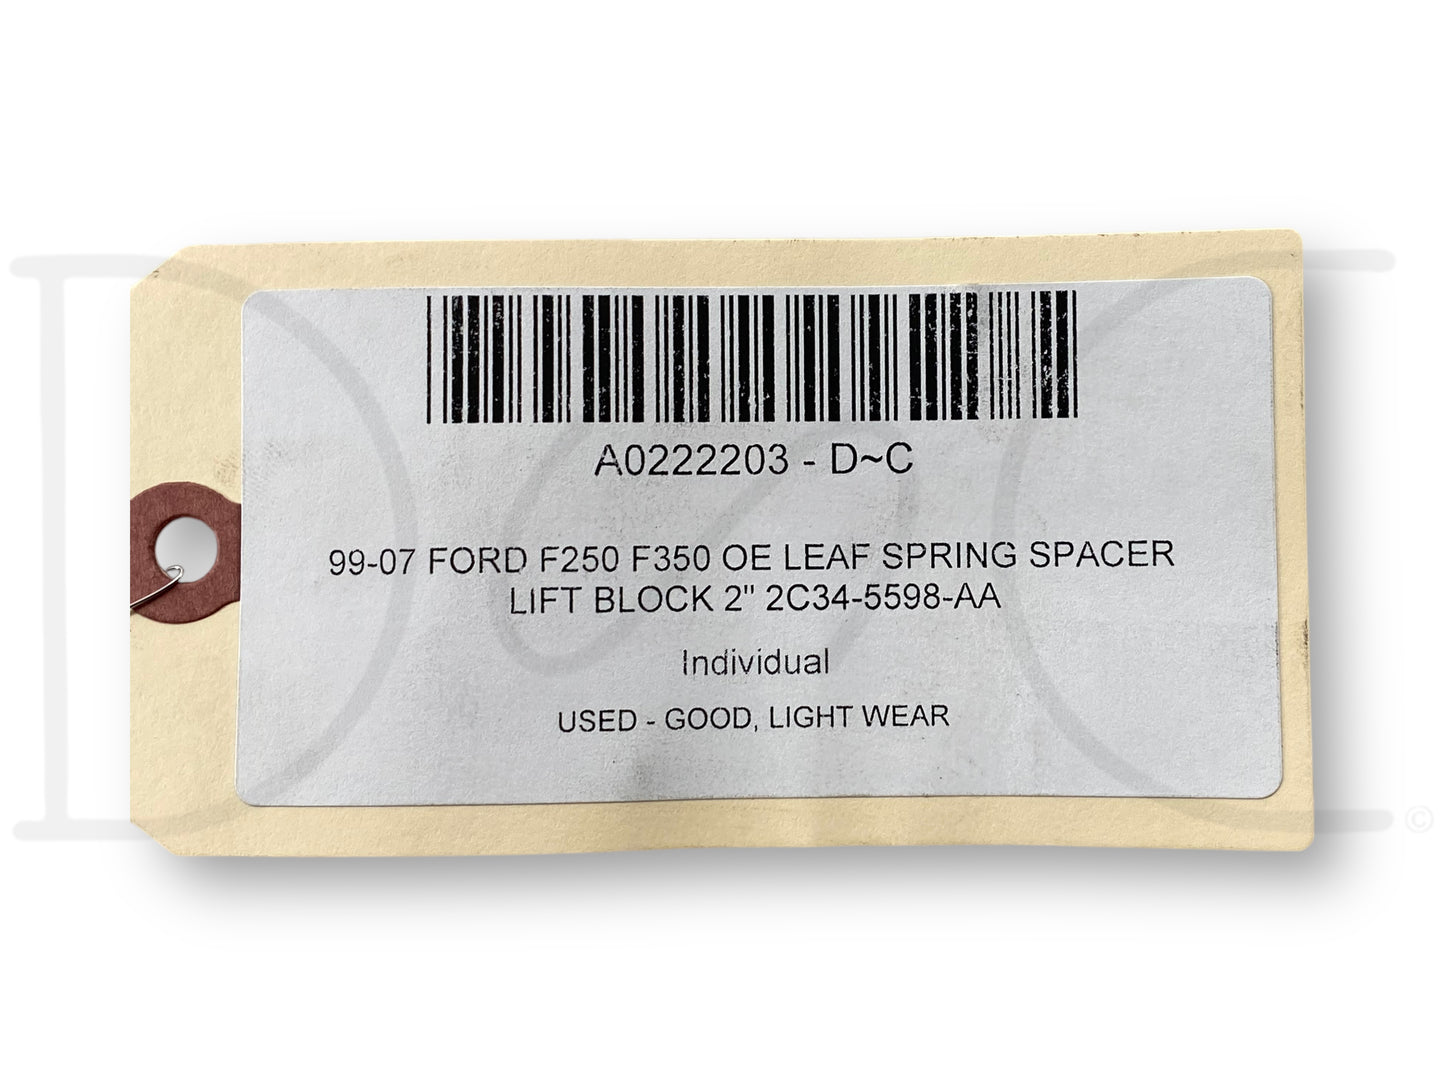 A0222203 - D~C
99-07 FORD F250 F350 OE LEAF SPRING SPACER
LIFT BLOCK 2" 2C34-5598-AA
Individual
USED - GOOD, LIGHT WEAR
©